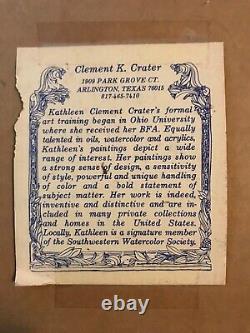 Clement K. Crater
1909 PARK GROVE CT.
ARLINGTON, TEXAS 76015
817-465-7410
Kathleen Clement Crater's formal
art training began in Ohio University
where she received her BFA. Equally
talented in oils, watercolor and acrylics,
Kathleen's paintings depict a wide
range of interest. Her paintings show
a strong sense of design, a sensitivity
of style, powerful and unique handling
of color and a bold statement of
subject matter. Her work is indeed,
inventive and distinctive and are in-
cluded in many private collections
and homes in the United States.
Locally, Kathleen is a signature member
of the Southwestern Watercolor Society.